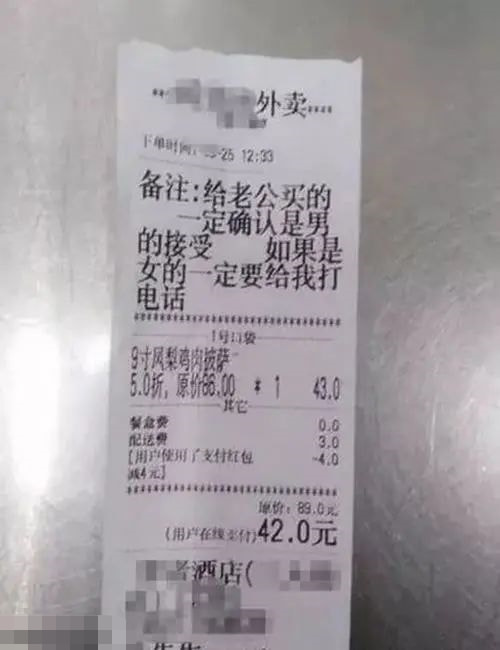 外卖
下单时间: -25 12:33
备注:给老公买的
一定确认是男
的接受 如果是
女的一定要给我打
电话
1号口袋
9寸凤梨鸡肉披萨
5.0折,原价86.00 * 1 43.0
其它
餐盒费 0.0
配送费 3.0
[用户使用了支付红包 -4.0
减4元]
原价: 89.0元
(用户在线支付)42.0元
酒店(